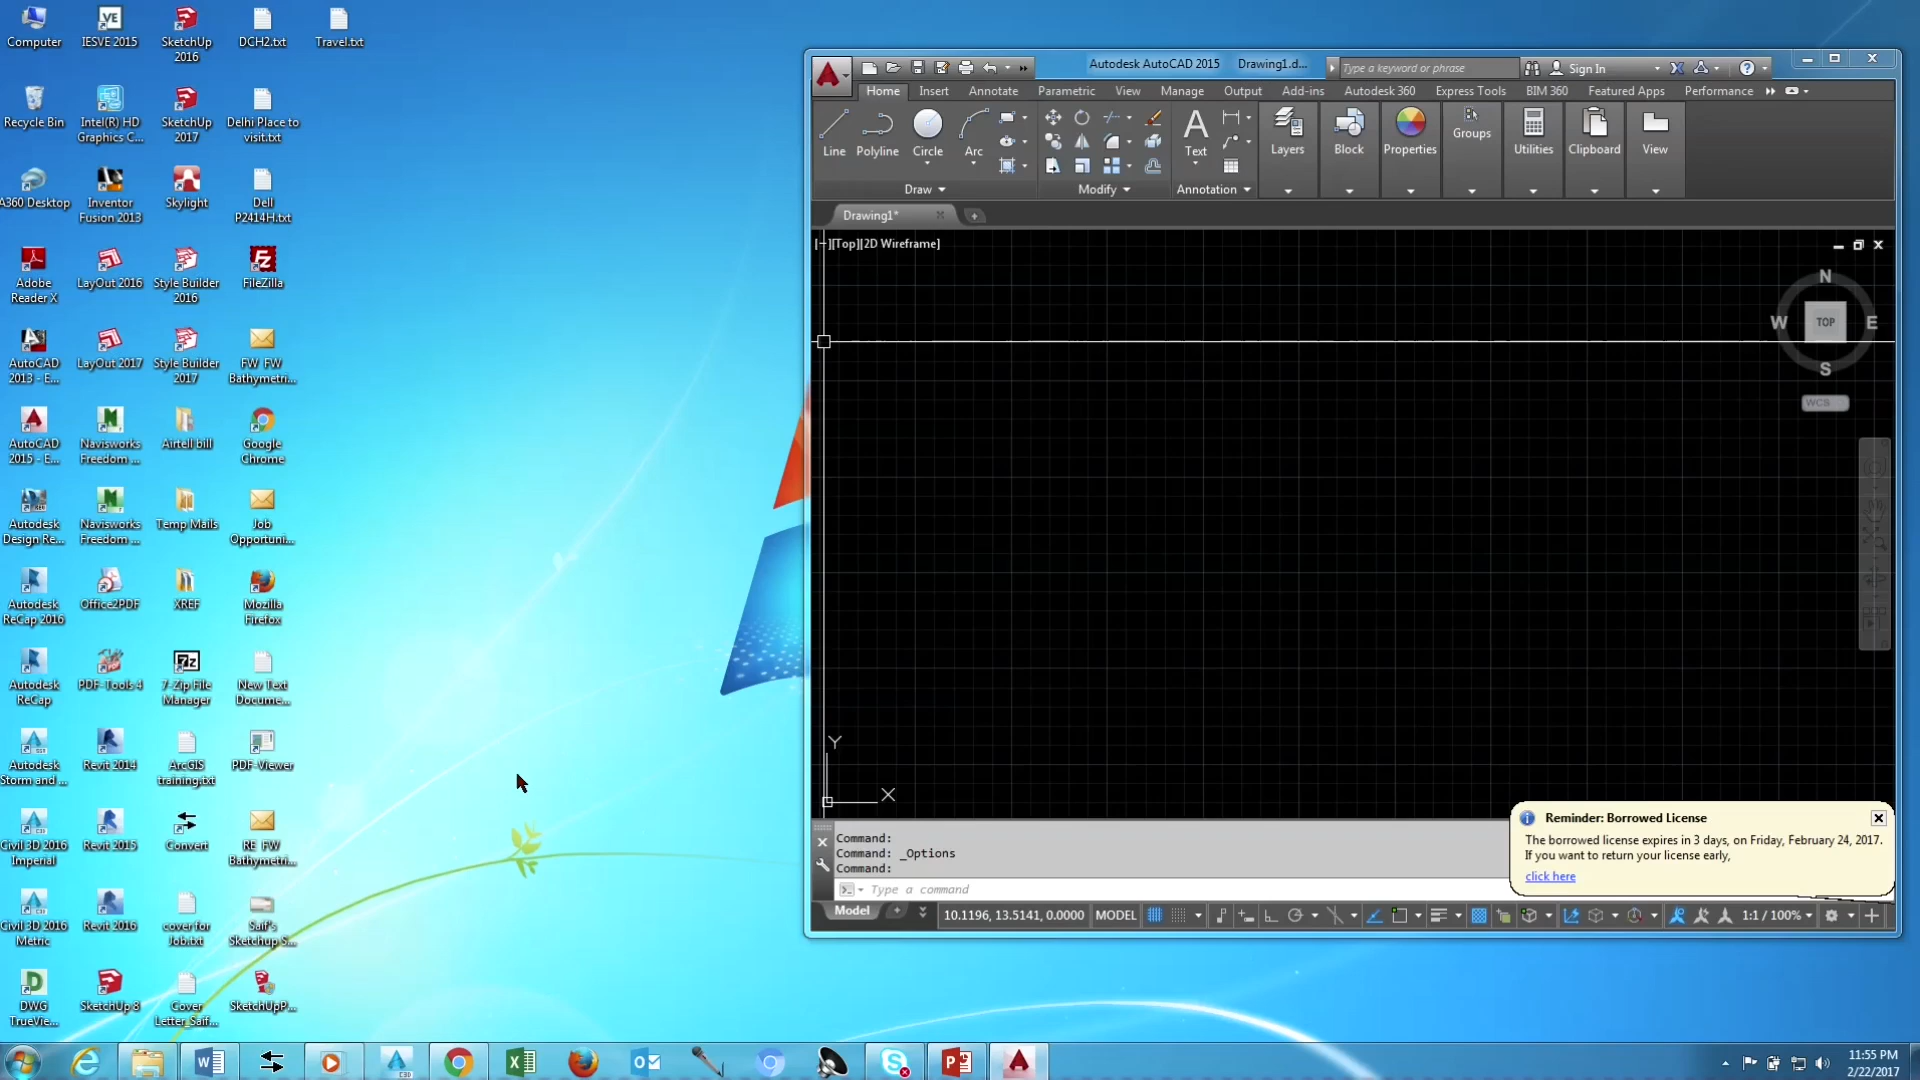 Computer
IESVE 2015
SketchUp
2016
DCH2.txt
Travel.txt
Recycle Bin
Intel(R) HD
Graphics C...
SketchUp
2017
Delhi Place to
visit.txt
A360 Desktop
Inventor
Fusion 2013
Skylight
Dell
P2414H.txt
Adobe
Reader X
LayOut 2016
Style Builder
2016
FileZilla
AutoCAD
2013 - E...
LayOut 2017
Style Builder
2017
FW FW
Bathymetri...
AutoCAD
2015 - E...
Navisworks
Freedom ...
Airtell bill
Google
Chrome
Autodesk
Design Re...
Navisworks
Freedom ...
Temp Mails
Job
Opportuni...
Autodesk
ReCap 2016
Office2PDF
XREF
Mozilla
Firefox
Autodesk
ReCap
PDF-Tools 4
7-Zip File
Manager
New Text
Docume...
Autodesk
Storm and ...
Revit 2014
ArcGIS
training.txt
PDF-Viewer
Civil 3D 2016
Imperial
Revit 2015
Convert
RE FW
Bathymetri...
Civil 3D 2016
Metric
Revit 2016
cover for
Job.txt
Saif's
Sketchup S...
DWG
TrueVie...
SketchUp 8
Cover
Letter_Saif...
SketchUpP...
Autodesk AutoCAD 2015 Drawing1.d...
Type a keyword or phrase
Sign In
Home Insert Annotate Parametric View Manage Output Add-ins Autodesk 360 Express Tools BIM 360 Featured Apps Performance
Line Polyline Circle Arc Text Layers Block Properties Groups Utilities Clipboard View
Draw Modify Annotation
Drawing1*
[−][Top][2D Wireframe]
N
W TOP E
S
WCS
Y
X
Command:
Command: _Options
Command:
Type a command
Reminder: Borrowed License
The borrowed license expires in 3 days, on Friday, February 24, 2017.
If you want to return your license early,
click here
Model
10.1196, 13.5141, 0.0000 MODEL
1:1 / 100%
11:55 PM
2/22/2017